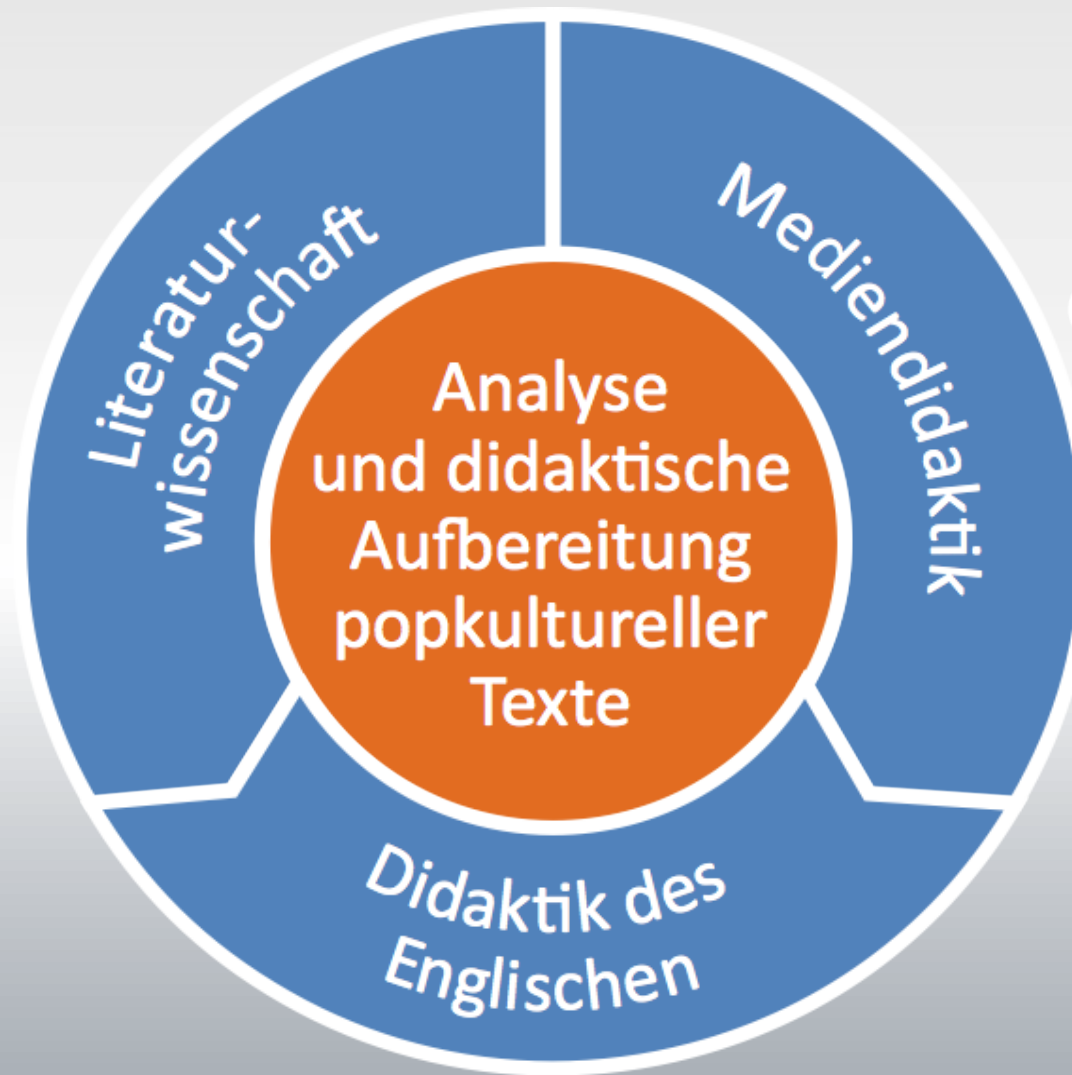 Literatur-
wissenschaft
Mediendidaktik
Analyse
und didaktische
Aufbereitung
popkultureller
Texte
Didaktik des
Englischen